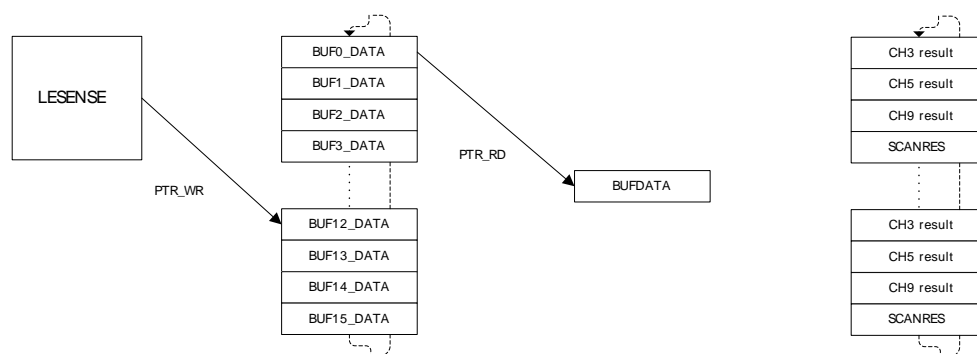 LESENSE
PTR_WR
BUF0_DATA
BUF1_DATA
BUF2_DATA
BUF3_DATA
BUF12_DATA
BUF13_DATA
BUF14_DATA
BUF15_DATA
PTR_RD
BUFDATA
CH3 result
CH5 result
CH9 result
SCANRES
CH3 result
CH5 result
CH9 result
SCANRES